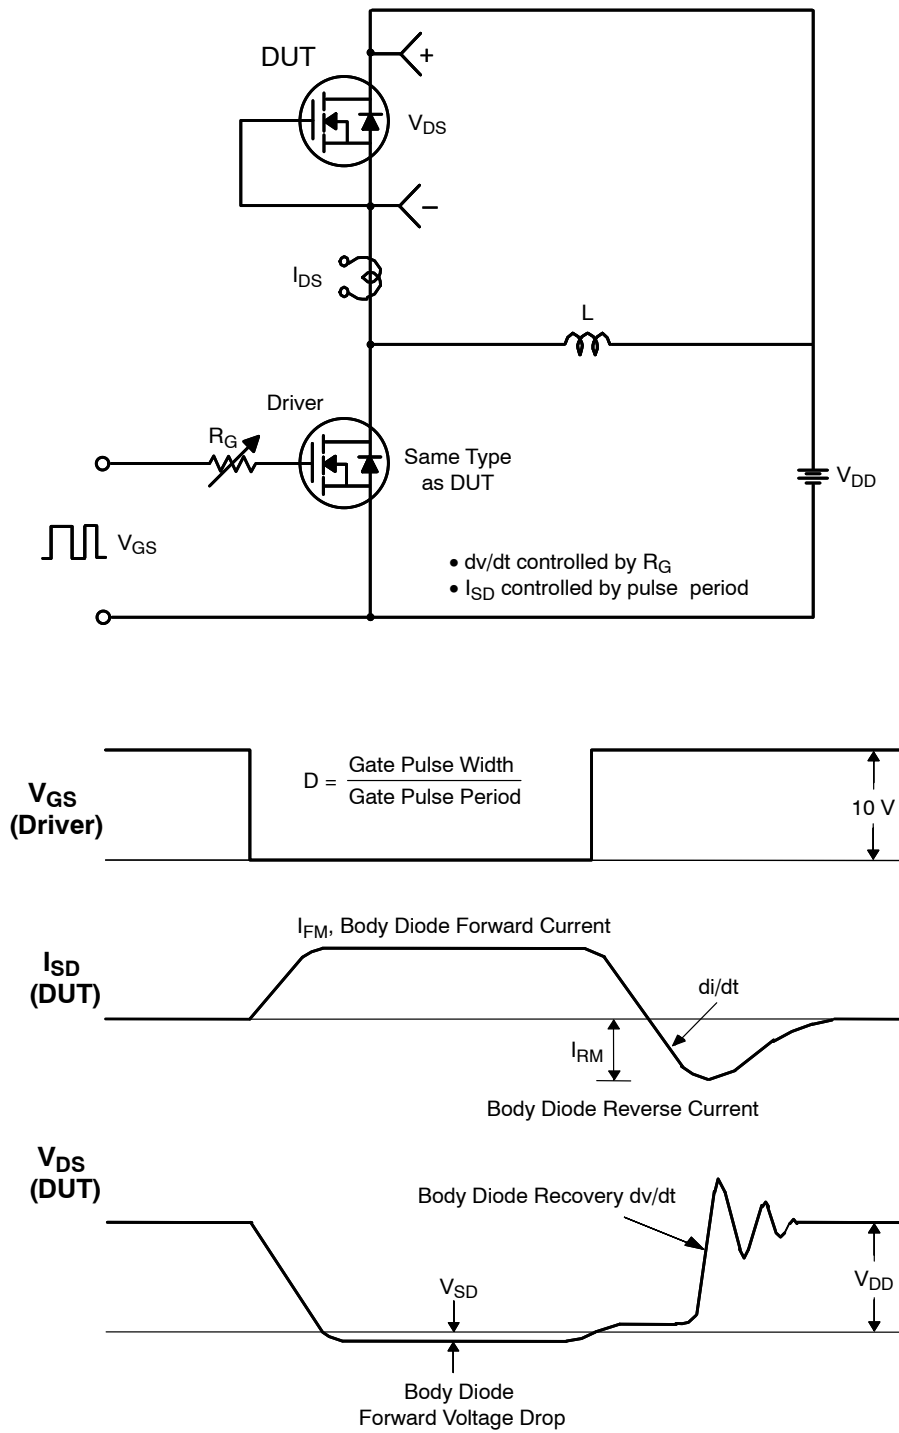 DUT
+
VDS
−
IDS
L
Driver
RG
Same Type
as DUT
VDD
VGS
• dv/dt controlled by RG
• ISD controlled by pulse period
VGS
(Driver)
D = Gate Pulse Width
Gate Pulse Period
10 V
IFM, Body Diode Forward Current
ISD
(DUT)
di/dt
IRM
Body Diode Reverse Current
VDS
(DUT)
Body Diode Recovery dv/dt
VSD
VDD
Body Diode
Forward Voltage Drop